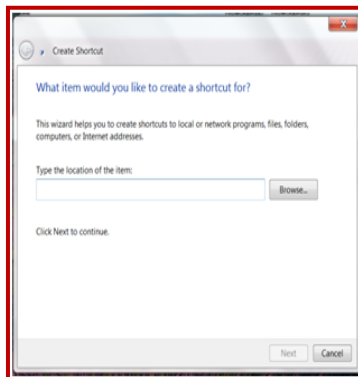 Create Shortcut
What item would you like to create a shortcut for?
This wizard helps you to create shortcuts to local or network programs, files, folders,
computers, or Internet addresses.
Type the location of the item:
Browse...
Click Next to continue.
Next
Cancel